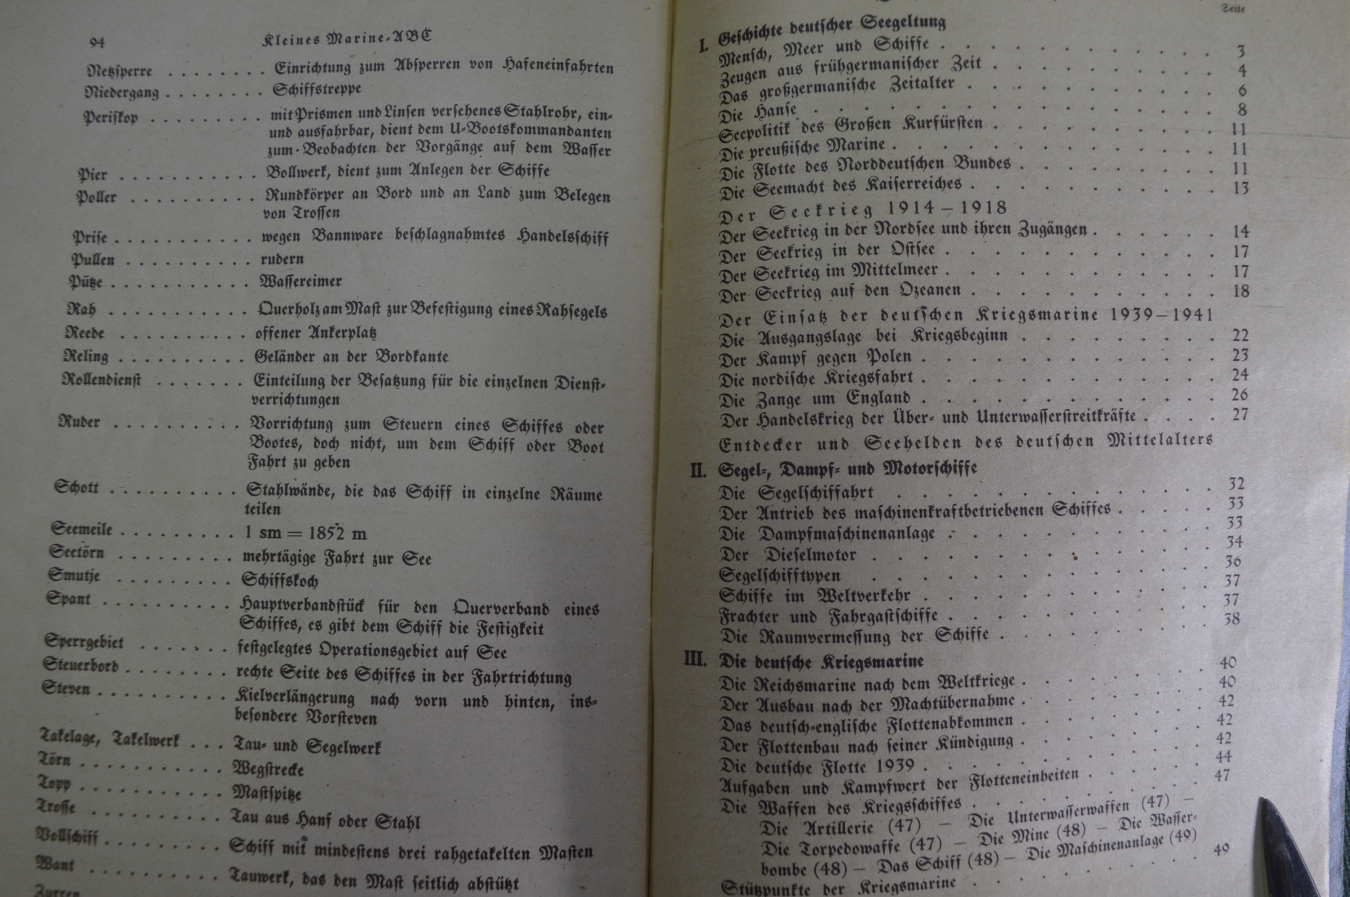 94 Kleines Marine-ABC
Netzsperre . . . . . . . . Einrichtung zum Absperren von Hafeneinfahrten
Niedergang . . . . . . . . Schiffstreppe
Periskop . . . . . . . . . mit Prismen und Linsen versehenes Stahlrohr, ein-
und ausfahrbar, dient dem U-Bootskommandanten
zum Beobachten der Vorgänge auf dem Wasser
Pier . . . . . . . . . . . Bollwerk, dient zum Anlegen der Schiffe
Poller . . . . . . . . . . Rundkörper an Bord und an Land zum Belegen
von Trossen
Prise . . . . . . . . . . . wegen Bannware beschlagnahmtes Handelsschiff
Pullen . . . . . . . . . . rudern
Pütze . . . . . . . . . . . Wassereimer
Rah . . . . . . . . . . . Querholz am Mast zur Befestigung eines Rahsegels
Reede . . . . . . . . . . offener Ankerplatz
Reling . . . . . . . . . . Geländer an der Bordkante
Rollendienst . . . . . . . Einteilung der Besatzung für die einzelnen Dienst-
verrichtungen
Ruder . . . . . . . . . . Vorrichtung zum Steuern eines Schiffes oder
Bootes, doch nicht, um dem Schiff oder Boot
Fahrt zu geben
Schott . . . . . . . . . . Stahlwände, die das Schiff in einzelne Räume
teilen
Seemeile . . . . . . . . . 1 sm = 1852 m
Seetörn . . . . . . . . . mehrtägige Fahrt zur See
Smutje . . . . . . . . . Schiffskoch
Spant . . . . . . . . . . Hauptverbandstück für den Querverband eines
Schiffes, es gibt dem Schiff die Festigkeit
Sperrgebiet . . . . . . . festgelegtes Operationsgebiet auf See
Steuerbord . . . . . . . . rechte Seite des Schiffes in der Fahrtrichtung
Steven . . . . . . . . . . Kielverlängerung nach vorn und hinten, ins-
besondere Vorsteven
Takelage, Takelwerk . . . Tau- und Segelwerk
Törn . . . . . . . . . . . Wegstrecke
Topp . . . . . . . . . . . Mastspitze
Trosse . . . . . . . . . . Tau aus Hanf oder Stahl
Vollschiff . . . . . . . . . Schiff mit mindestens drei rahgetakelten Masten
Want . . . . . . . . . . . Tauwerk, das den Mast seitlich abstützt
Zurren
Seite
I. Geschichte deutscher Seegeltung
Mensch, Meer und Schiffe . . . . . . . . . . . 3
Zeugen aus frühgermanischer Zeit . . . . . . . . . 4
Das großgermanische Zeitalter . . . . . . . . . . 6
Die Hanse . . . . . . . . . . . . . . . 8
Seepolitik des Großen Kurfürsten . . . . . . . . . 11
Die preußische Marine . . . . . . . . . . . . 11
Die Flotte des Norddeutschen Bundes . . . . . . . . 11
Die Seemacht des Kaiserreiches . . . . . . . . . . 13
Der Seekrieg 1914 – 1918
Der Seekrieg in der Nordsee und ihren Zugängen . . . . . . 14
Der Seekrieg in der Ostsee . . . . . . . . . . . 17
Der Seekrieg im Mittelmeer . . . . . . . . . . . 17
Der Seekrieg auf den Ozeanen . . . . . . . . . . 18
Der Einsatz der deutschen Kriegsmarine 1939 – 1941
Die Ausgangslage bei Kriegsbeginn . . . . . . . . . 22
Der Kampf gegen Polen . . . . . . . . . . . . 23
Die nordische Kriegsfahrt . . . . . . . . . . . . 24
Die Zange um England . . . . . . . . . . . . 26
Der Handelskrieg der Über- und Unterwasserstreitkräfte . . . . 27
Entdecker und Seehelden des deutschen Mittelalters
II. Segel-, Dampf- und Motorschiffe
Die Segelschiffahrt . . . . . . . . . . . . . 32
Der Antrieb des maschinenkraftbetriebenen Schiffes . . . . . 33
Die Dampfmaschinenanlage . . . . . . . . . . . 33
Der Dieselmotor . . . . . . . . . . . . . . 34
Segelschifftypen . . . . . . . . . . . . . . 36
Schiffe im Weltverkehr . . . . . . . . . . . . 37
Frachter und Fahrgastschiffe . . . . . . . . . . . 37
Die Raumvermessung der Schiffe . . . . . . . . . . 38
III. Die deutsche Kriegsmarine . . 40
Die Reichsmarine nach dem Weltkriege . . . . . . . . 40
Der Ausbau nach der Machtübernahme . . . . . . . . 42
Das deutsch-englische Flottenabkommen . . . . . . . . 42
Der Flottenbau nach seiner Kündigung . . . . . . . . 42
Die deutsche Flotte 1939 . . . . . . . . . . . . 44
Aufgaben und Kampfwert der Flotteneinheiten . . . . . . 47
Die Waffen des Kriegsschiffes . . . . . . . . . .
Die Artillerie (47) — Die Unterwasserwaffen (47) —
Die Torpedowaffe (47) — Die Mine (48) — Die Wasser-
bombe (48) — Das Schiff (48) — Die Maschinenanlage (49)
Stützpunkte der Kriegsmarine . . . . . . . . . . 49